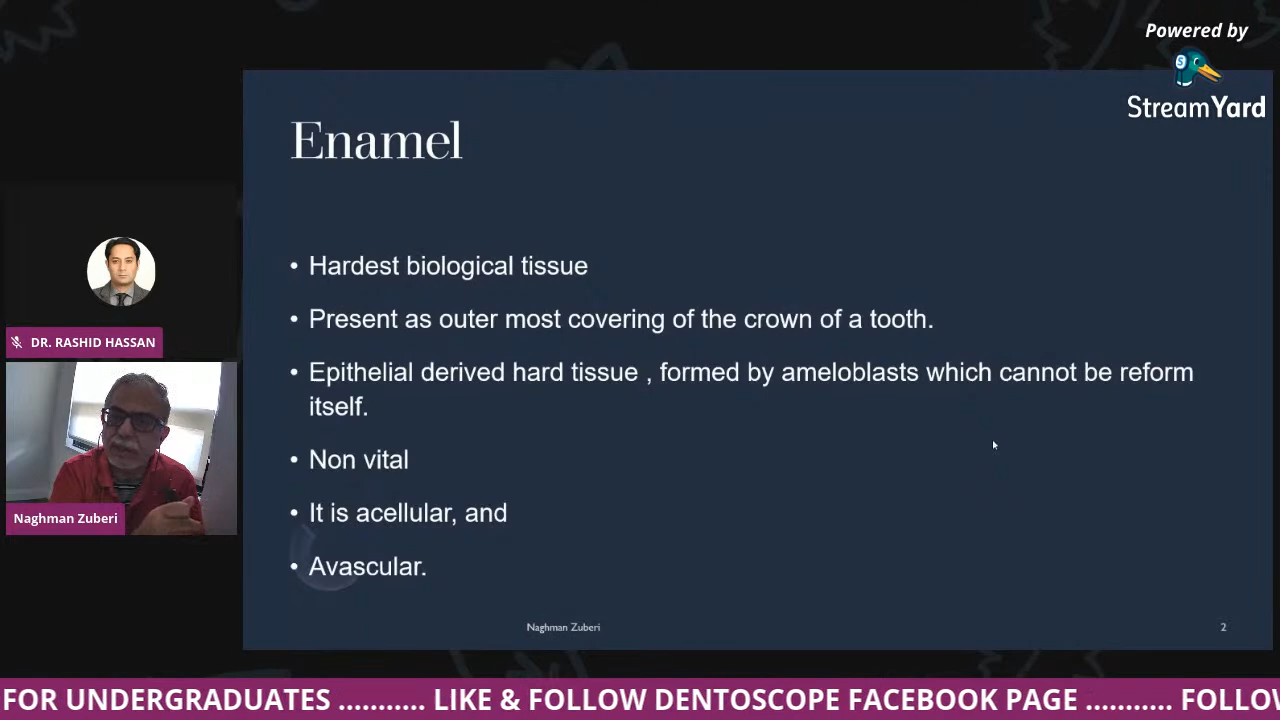 Powered by
StreamYard
Enamel
• Hardest biological tissue
• Present as outer most covering of the crown of a tooth.
• Epithelial derived hard tissue , formed by ameloblasts which cannot be reform
itself.
• Non vital
• It is acellular, and
• Avascular.
Naghman Zuberi
2
DR. RASHID HASSAN
Naghman Zuberi
FOR UNDERGRADUATES ........... LIKE & FOLLOW DENTOSCOPE FACEBOOK PAGE ........... FOLLOW